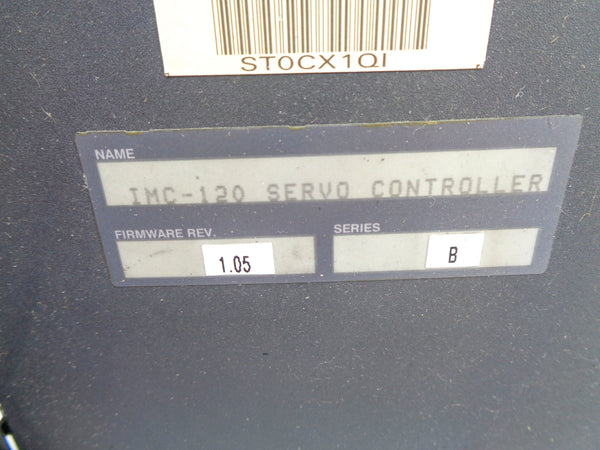 ST0CX1QI
NAME
IMC-120 SERVO CONTROLLER
FIRMWARE REV.
1.05
SERIES
B